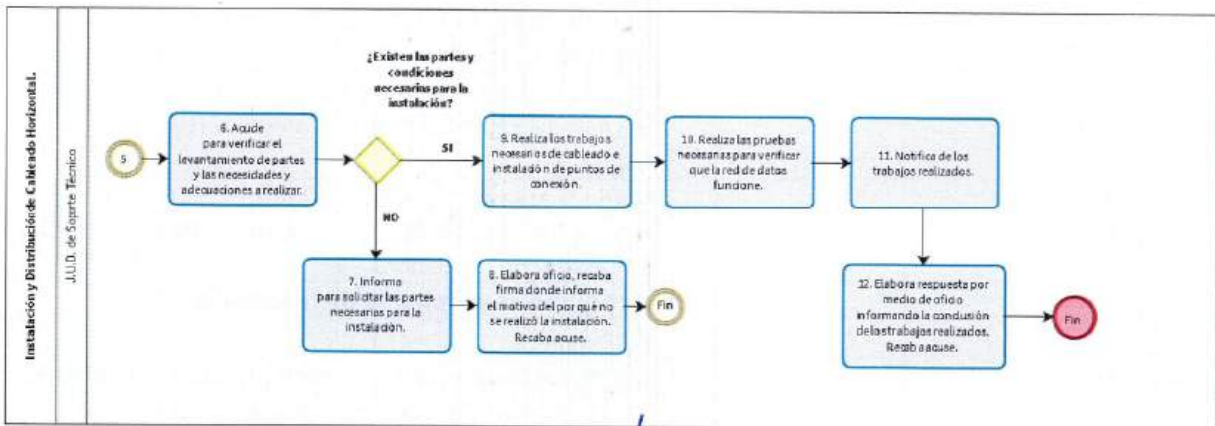 Instalación y Distribución de Cableado Horizontal.
J.U.D. de Soporte Técnico
5
6. Acude
para verificar el
levantamiento de partes
y las necesidades y
adecuaciones a realizar.
¿Existen las partes y
condiciones
necesarias para la
instalación?
SI
NO
7. Informa
para solicitar las partes
necesarias para la
instalación.
8. Elabora oficio, recaba
firma donde informa
el motivo del por qué no
se realizó la instalación.
Recaba acuse.
Fin
9. Realiza los trabajos
necesarios de cableado e
instalación de puntos de
conexión.
10. Realiza las pruebas
necesarias para verificar
que la red de datos
funcione.
11. Notifica de los
trabajos realizados.
12. Elabora respuesta por
medio de oficio
informando la conclusión
de los trabajos realizados.
Recaba acuse.
Fin